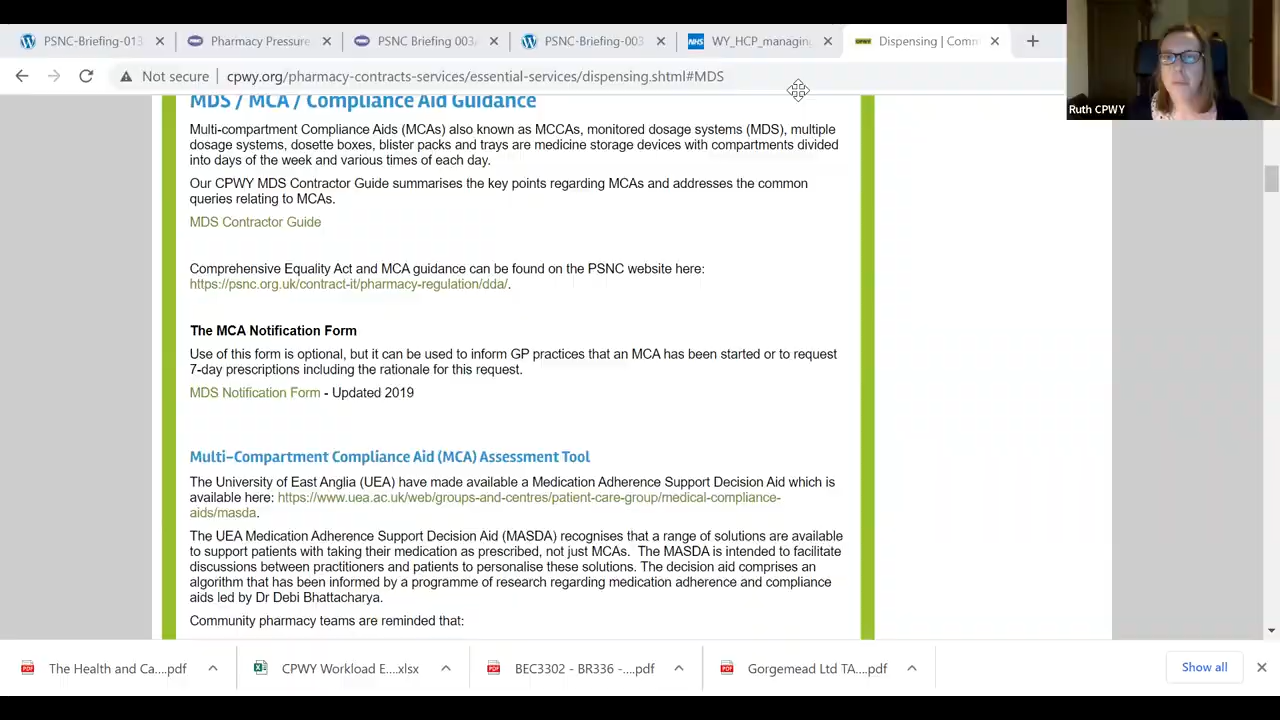 PSNC-Briefing-013
Pharmacy Pressure
PSNC Briefing 003
PSNC-Briefing-003
NHS
WY_HCP_managing
Dispensing | Com
Not secure
cpwy.org/pharmacy-contracts-services/essential-services/dispensing.shtml#MDS
Ruth CPWY
MDS / MCA / Compliance Aid Guidance
Multi-compartment Compliance Aids (MCAs) also known as MCCAs, monitored dosage systems (MDS), multiple
dosage systems, dosette boxes, blister packs and trays are medicine storage devices with compartments divided
into days of the week and various times of each day.
Our CPWY MDS Contractor Guide summarises the key points regarding MCAs and addresses the common
queries relating to MCAs.
MDS Contractor Guide
Comprehensive Equality Act and MCA guidance can be found on the PSNC website here:
https://psnc.org.uk/contract-it/pharmacy-regulation/dda/.
The MCA Notification Form
Use of this form is optional, but it can be used to inform GP practices that an MCA has been started or to request
7-day prescriptions including the rationale for this request.
MDS Notification Form - Updated 2019
Multi-Compartment Compliance Aid (MCA) Assessment Tool
The University of East Anglia (UEA) have made available a Medication Adherence Support Decision Aid which is
available here: https://www.uea.ac.uk/web/groups-and-centres/patient-care-group/medical-compliance-
aids/masda.
The UEA Medication Adherence Support Decision Aid (MASDA) recognises that a range of solutions are available
to support patients with taking their medication as prescribed, not just MCAs. The MASDA is intended to facilitate
discussions between practitioners and patients to personalise these solutions. The decision aid comprises an
algorithm that has been informed by a programme of research regarding medication adherence and compliance
aids led by Dr Debi Bhattacharya.
Community pharmacy teams are reminded that:
The Health and Ca....pdf
CPWY Workload E....xlsx
BEC3302 - BR336 -....pdf
Gorgemead Ltd TA....pdf
Show all